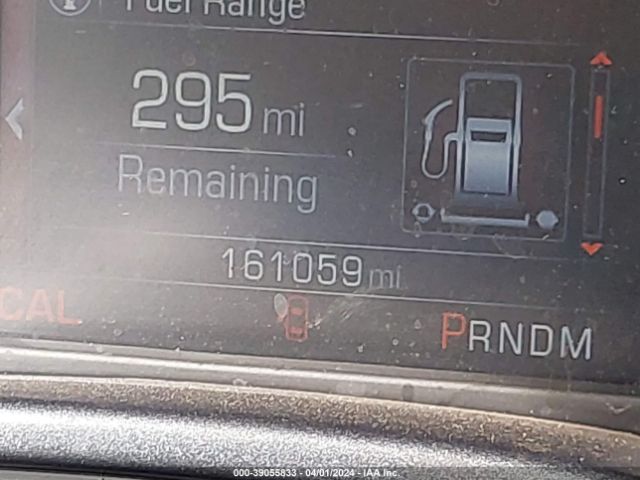 Fuel Range
295 mi
Remaining
161059 mi
CAL
PRNDM
000-39055833 - 04/01/2024 - IAA Inc.